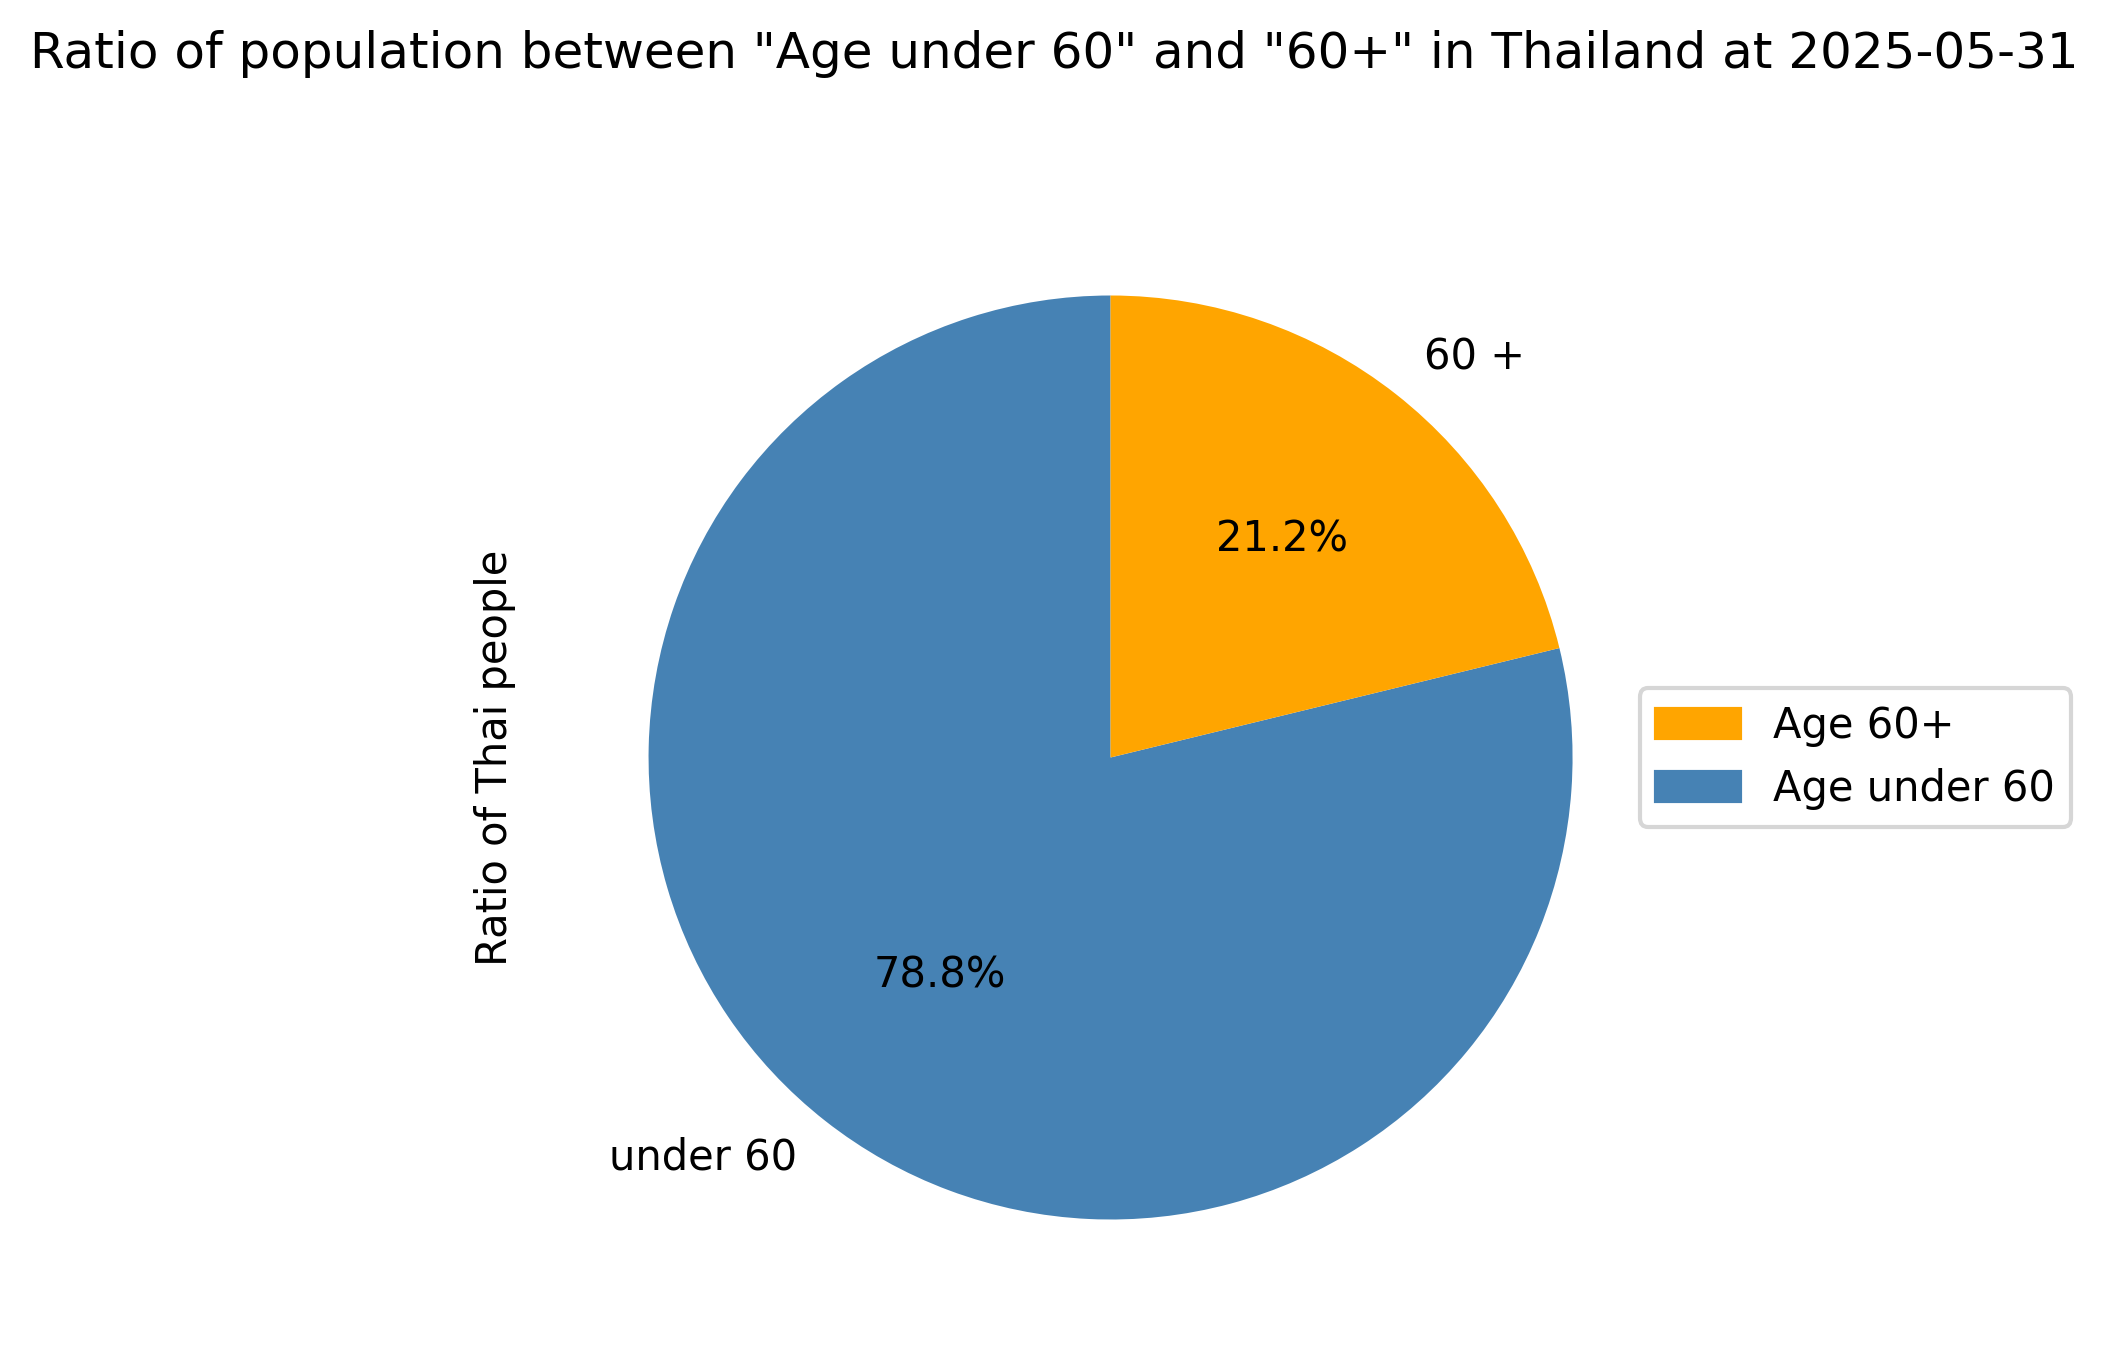 Ratio of population between "Age under 60" and "60+" in Thailand at 2025-05-31
60 +
21.2%
Ratio of Thai people
Age 60+
Age under 60
78.8%
under 60